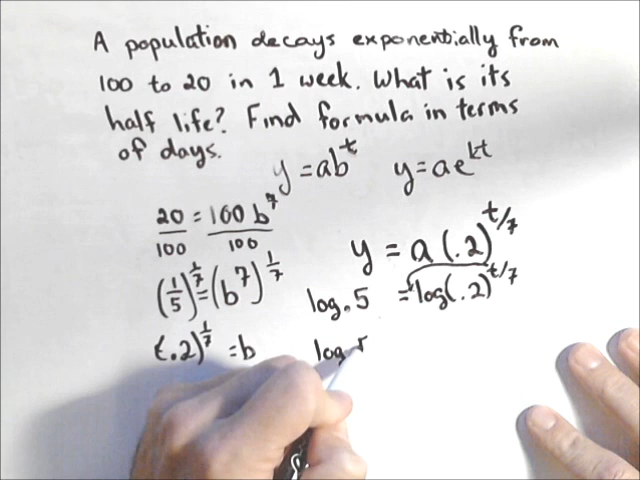 A population decays exponentially from
100 to 20 in 1 week. What is its
half life? Find formula in terms
of days.
y = ab^t    y = ae^kt
20/100 = 100b^7/100
y = a(.2)^t/7
(1/5)^1/7 = (b^7)^1/7
log .5 = log(.2)^t/7
(.2)^1/7 = b
log